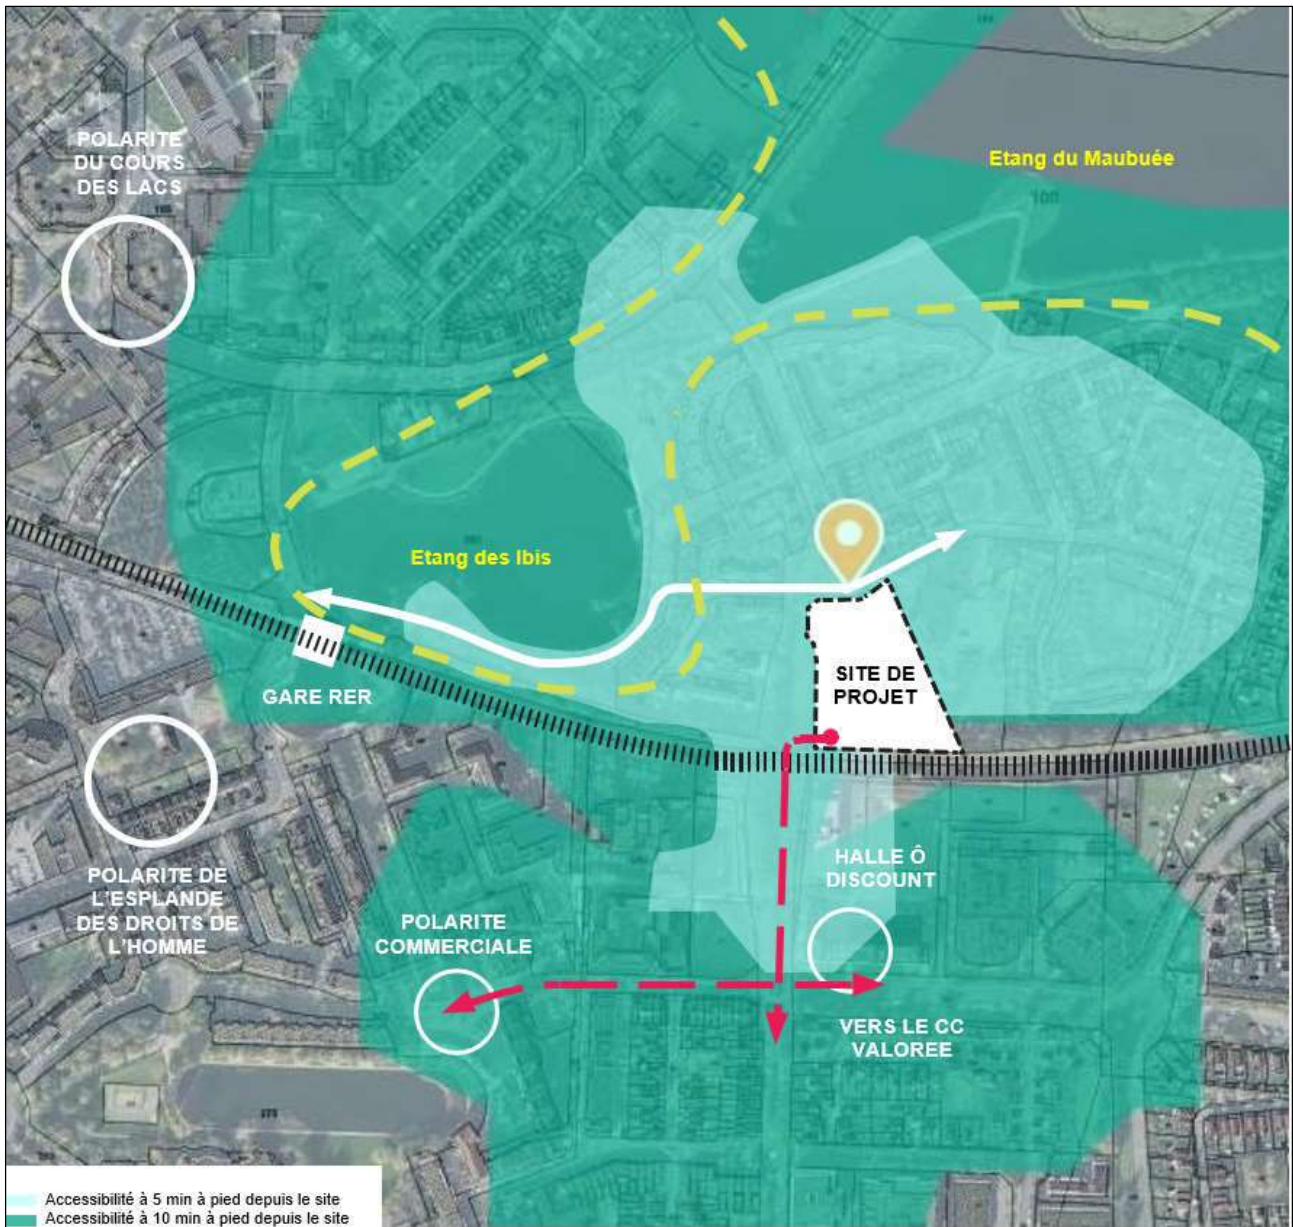 POLARITE
DU COURS
DES LACS
Etang du Maubuée
Etang des Ibis
GARE RER
SITE DE
PROJET
POLARITE DE
L'ESPLANDE
DES DROITS DE
L'HOMME
POLARITE
COMMERCIALE
HALLE Ô
DISCOUNT
VERS LE CC
VALOREE
Accessibilité à 5 min à pied depuis le site
Accessibilité à 10 min à pied depuis le site